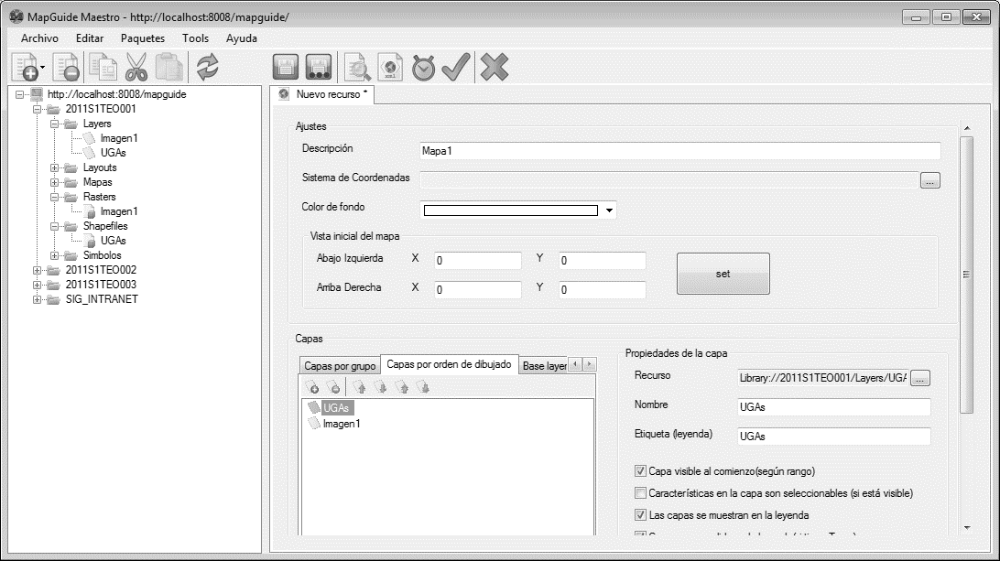 MapGuide Maestro - http://localhost:8008/mapguide/
Archivo Editar Paquetes Tools Ayuda
http://localhost:8008/mapguide
2011S1TEO001
Layers
Imagen1
UGAs
Layouts
Mapas
Rasters
Imagen1
Shapefiles
UGAs
Simbolos
2011S1TEO002
2011S1TEO003
SIG_INTRANET
Nuevo recurso *
Ajustes
Descripción Mapa1
Sistema de Coordenadas ...
Color de fondo
Vista inicial del mapa
Abajo Izquierda X 0 Y 0
set
Arriba Derecha X 0 Y 0
Capas
Capas por grupo Capas por orden de dibujado Base layer
UGAs
Imagen1
Propiedades de la capa
Recurso Library://2011S1TEO001/Layers/UGA ...
Nombre UGAs
Etiqueta (leyenda) UGAs
Capa visible al comienzo(según rango)
Características en la capa son seleccionables (si está visible)
Las capas se muestran en la leyenda